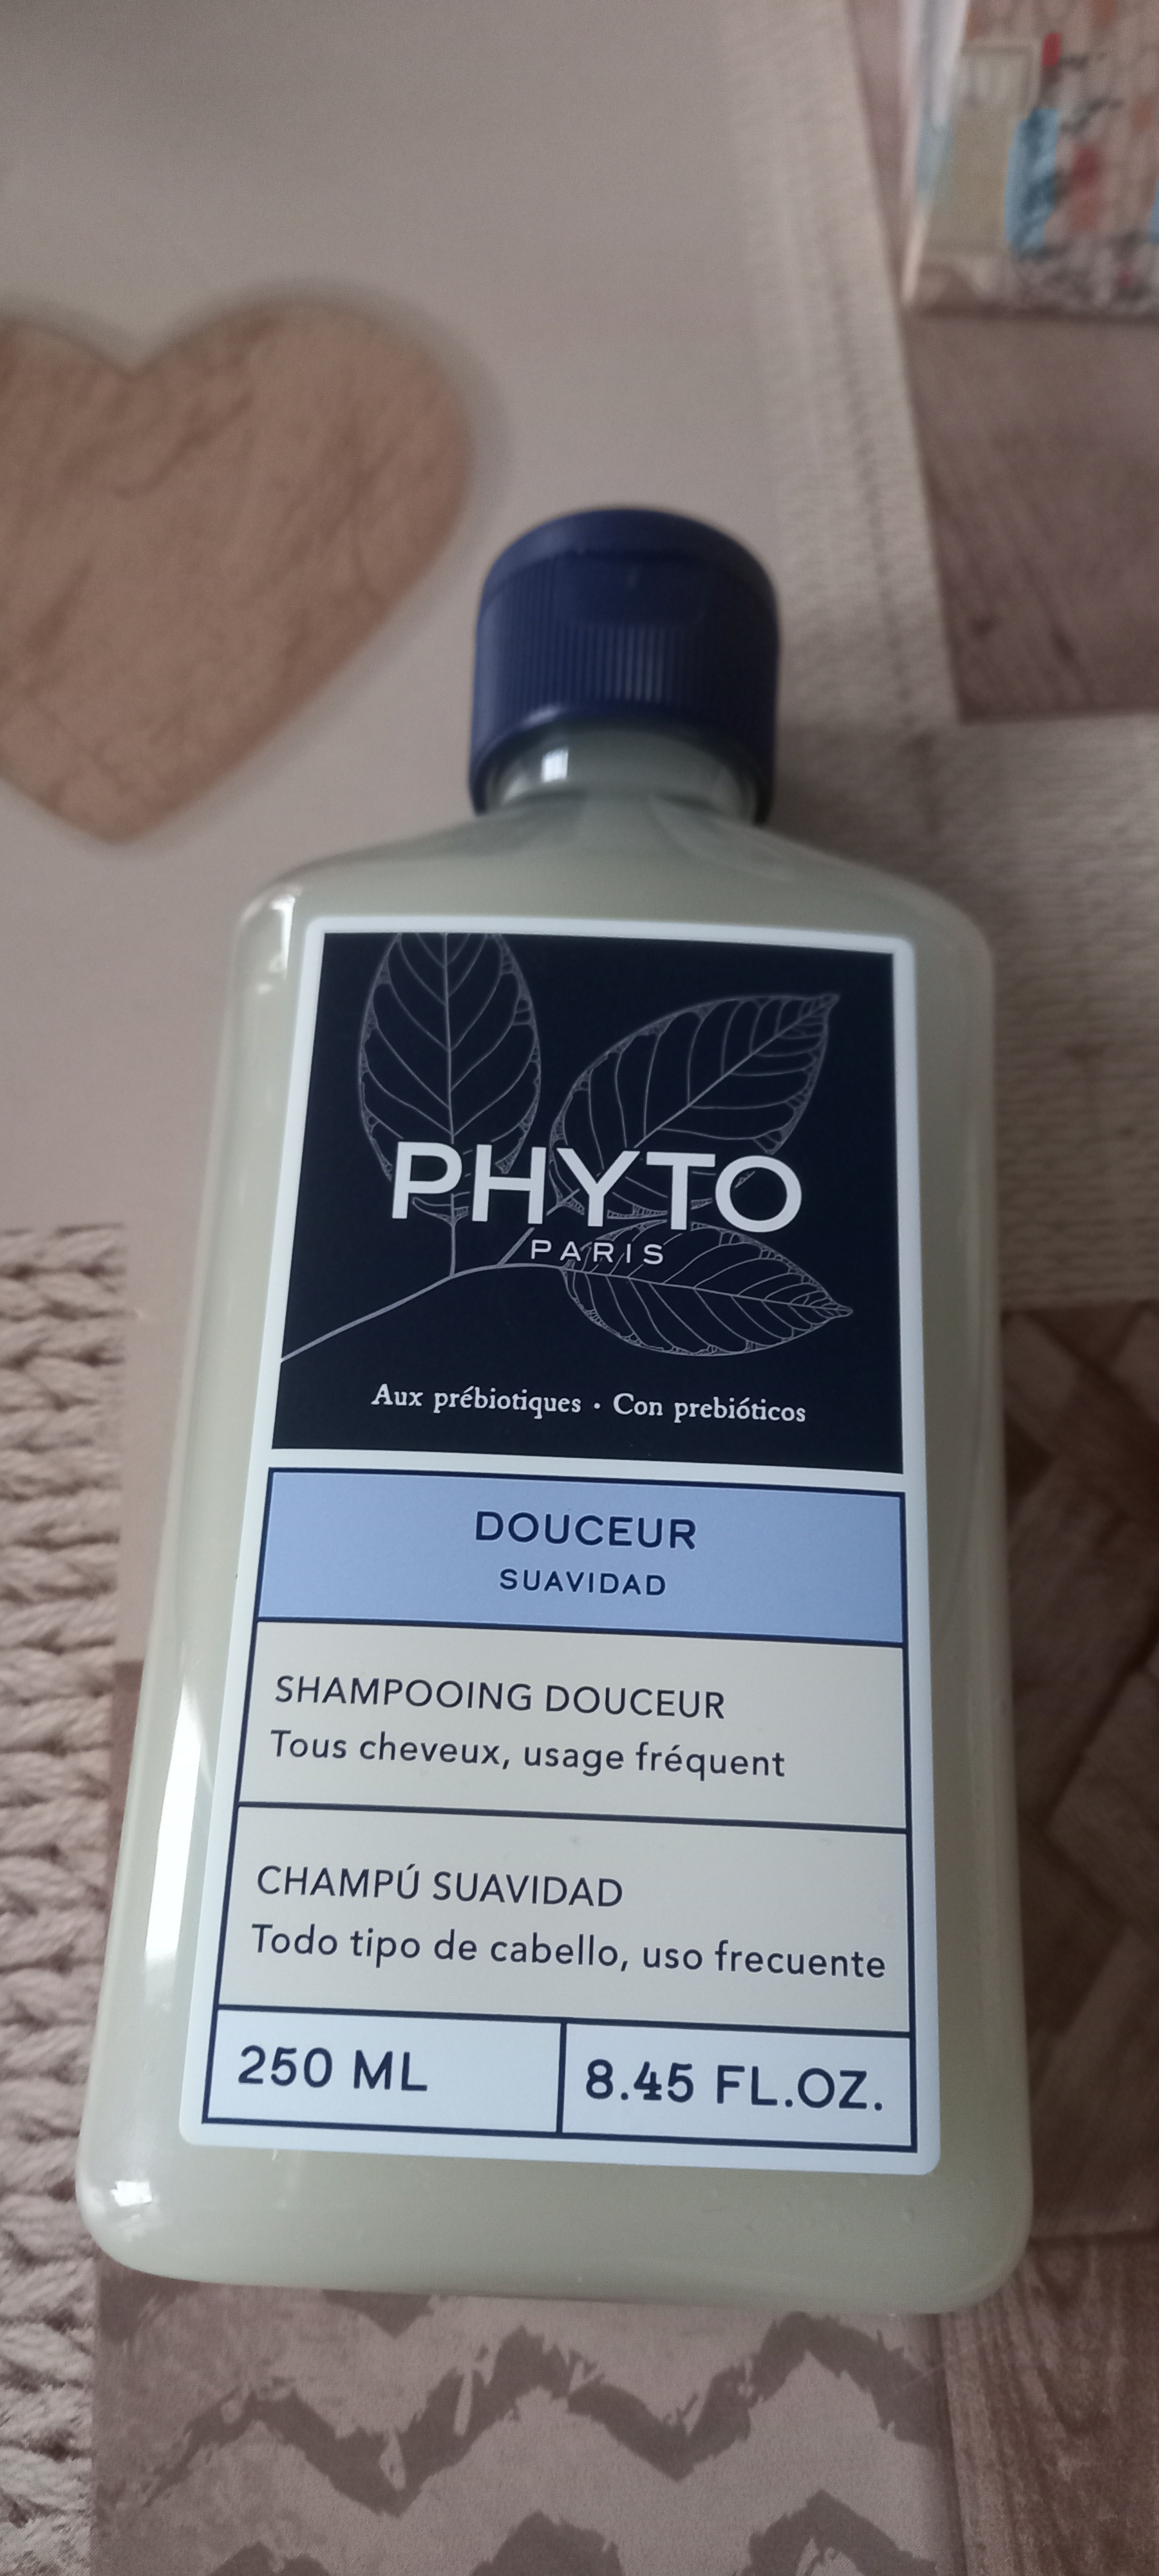 PHYTO
PARIS
Aux prébiotiques · Con prebióticos
DOUCEUR
SUAVIDAD
SHAMPOOING DOUCEUR
Tous cheveux, usage fréquent
CHAMPÚ SUAVIDAD
Todo tipo de cabello, uso frecuente
250 ML
8.45 FL.OZ.